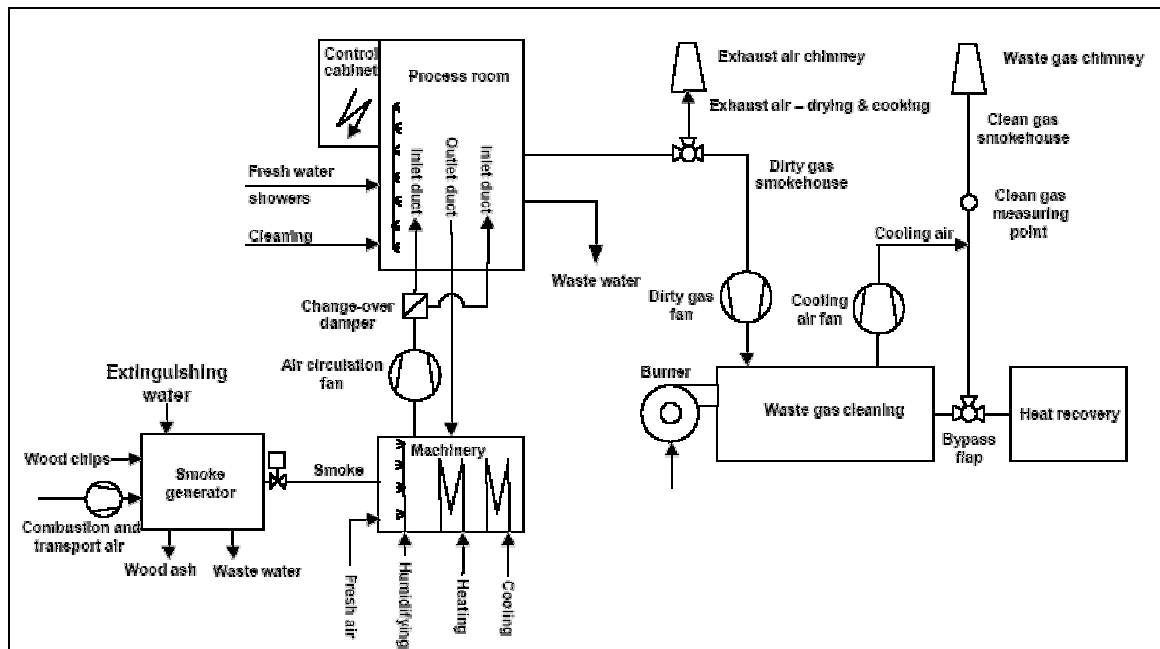 Control
cabinet
Process room
Exhaust air chimney
Waste gas chimney
Exhaust air – drying & cooking
Clean gas
smokehouse
Inlet duct
Outlet duct
Inlet duct
Fresh water
showers
Dirty gas
smokehouse
Clean gas
measuring
point
Cleaning
Cooling air
Waste water
Change-over
damper
Dirty gas
fan
Cooling
air fan
Air circulation
fan
Extinguishing
water
Burner
Waste gas cleaning
Heat recovery
Bypass
flap
Machinery
Wood chips
Smoke
generator
Smoke
Combustion and
transport air
Wood ash
Waste water
Fresh air
Humidifying
Heating
Cooling